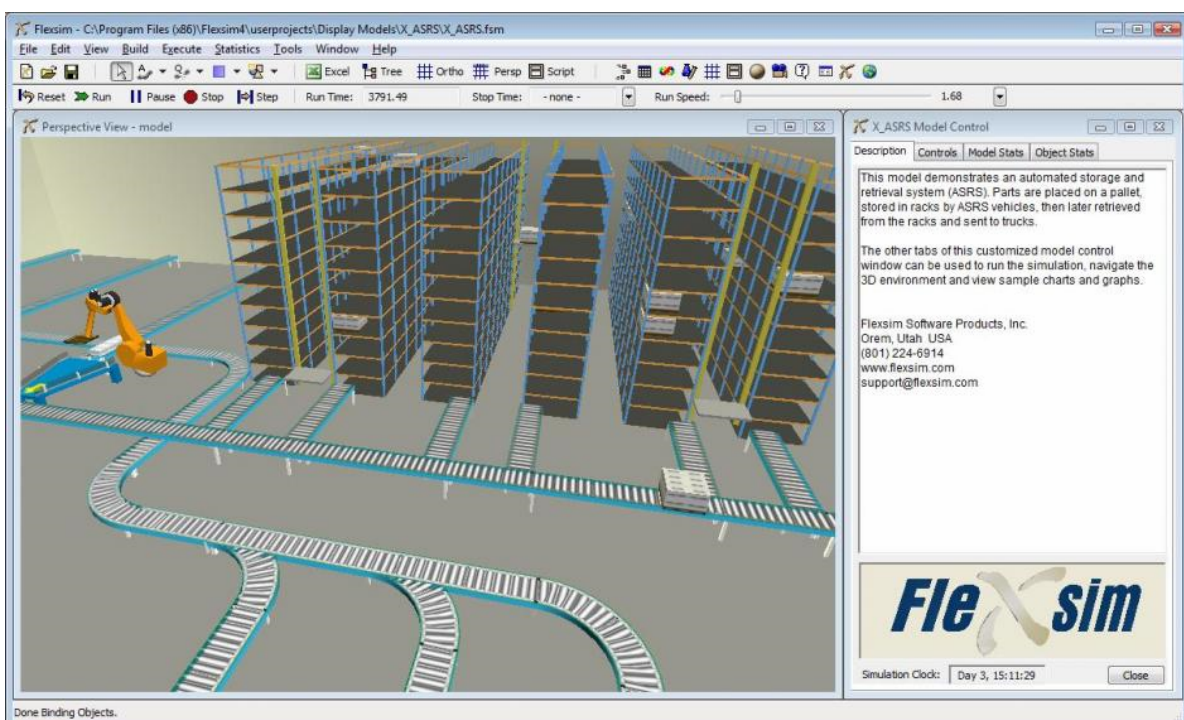 Flexsim - C:\Program Files (x86)\Flexsim4\userprojects\Display Models\X_ASRS\X_ASRS.fsm
File Edit View Build Execute Statistics Tools Window Help
Excel Tree Ortho Persp Script
Reset Run Pause Stop Step Run Time: 3791.49 Stop Time: - none - Run Speed: 1.68
Perspective View - model
X_ASRS Model Control
Description Controls Model Stats Object Stats
This model demonstrates an automated storage and
retrieval system (ASRS). Parts are placed on a pallet,
stored in racks by ASRS vehicles, then later retrieved
from the racks and sent to trucks.
The other tabs of this customized model control
window can be used to run the simulation, navigate the
3D environment and view sample charts and graphs.
Flexsim Software Products, Inc.
Orem, Utah USA
(801) 224-6914
www.flexsim.com
support@flexsim.com
FleXsim
Simulation Clock: Day 3, 15:11:29 Close
Done Binding Objects.